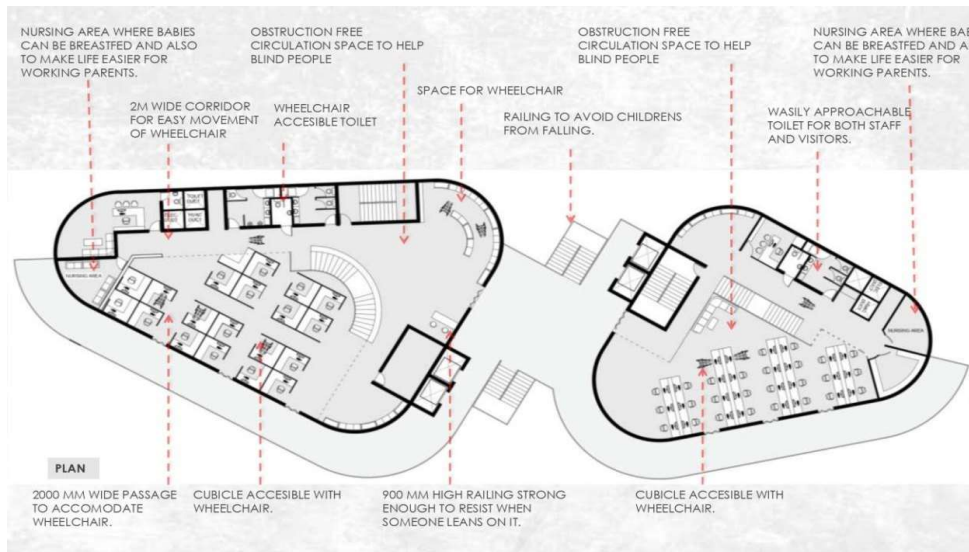 NURSING AREA WHERE BABIES
CAN BE BREASTFED AND ALSO
TO MAKE LIFE EASIER FOR
WORKING PARENTS.
OBSTRUCTION FREE
CIRCULATION SPACE TO HELP
BLIND PEOPLE
OBSTRUCTION FREE
CIRCULATION SPACE TO HELP
BLIND PEOPLE
NURSING AREA WHERE BAB
CAN BE BREASTFED AND A
TO MAKE LIFE EASIER FOR
WORKING PARENTS.
2M WIDE CORRIDOR
FOR EASY MOVEMENT
OF WHEELCHAIR
WHEELCHAIR
ACCESIBLE TOILET
SPACE FOR WHEELCHAIR
RAILING TO AVOID CHILDRENS
FROM FALLING.
WASILY APPROACHABLE
TOILET FOR BOTH STAFF
AND VISITORS.
NURSING AREA
NURSING AREA
PLAN
2000 MM WIDE PASSAGE
TO ACCOMODATE
WHEELCHAIR.
CUBICLE ACCESIBLE WITH
WHEELCHAIR.
900 MM HIGH RAILING STRONG
ENOUGH TO RESIST WHEN
SOMEONE LEANS ON IT.
CUBICLE ACCESIBLE WITH
WHEELCHAIR.